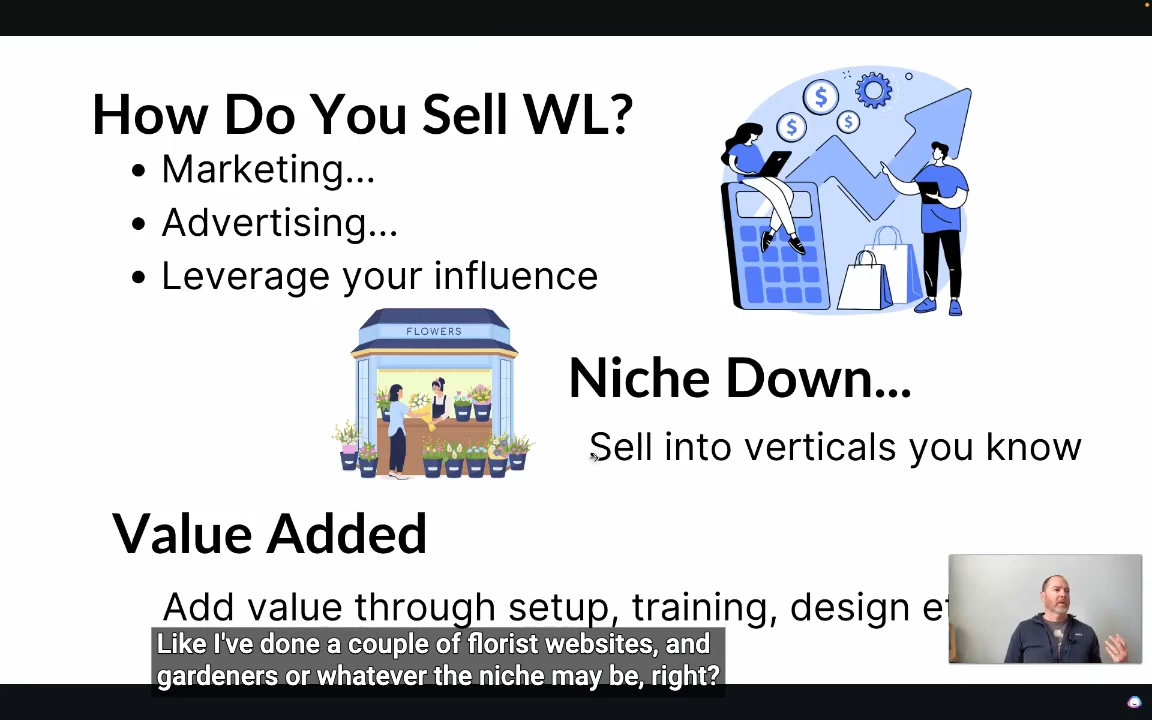 How Do You Sell WL?
• Marketing...
• Advertising...
• Leverage your influence
$
$
$
FLOWERS
Niche Down...
Sell into verticals you know
Value Added
Add value through setup, training, design
Like I've done a couple of florist websites, and
gardeners or whatever the niche may be, right?